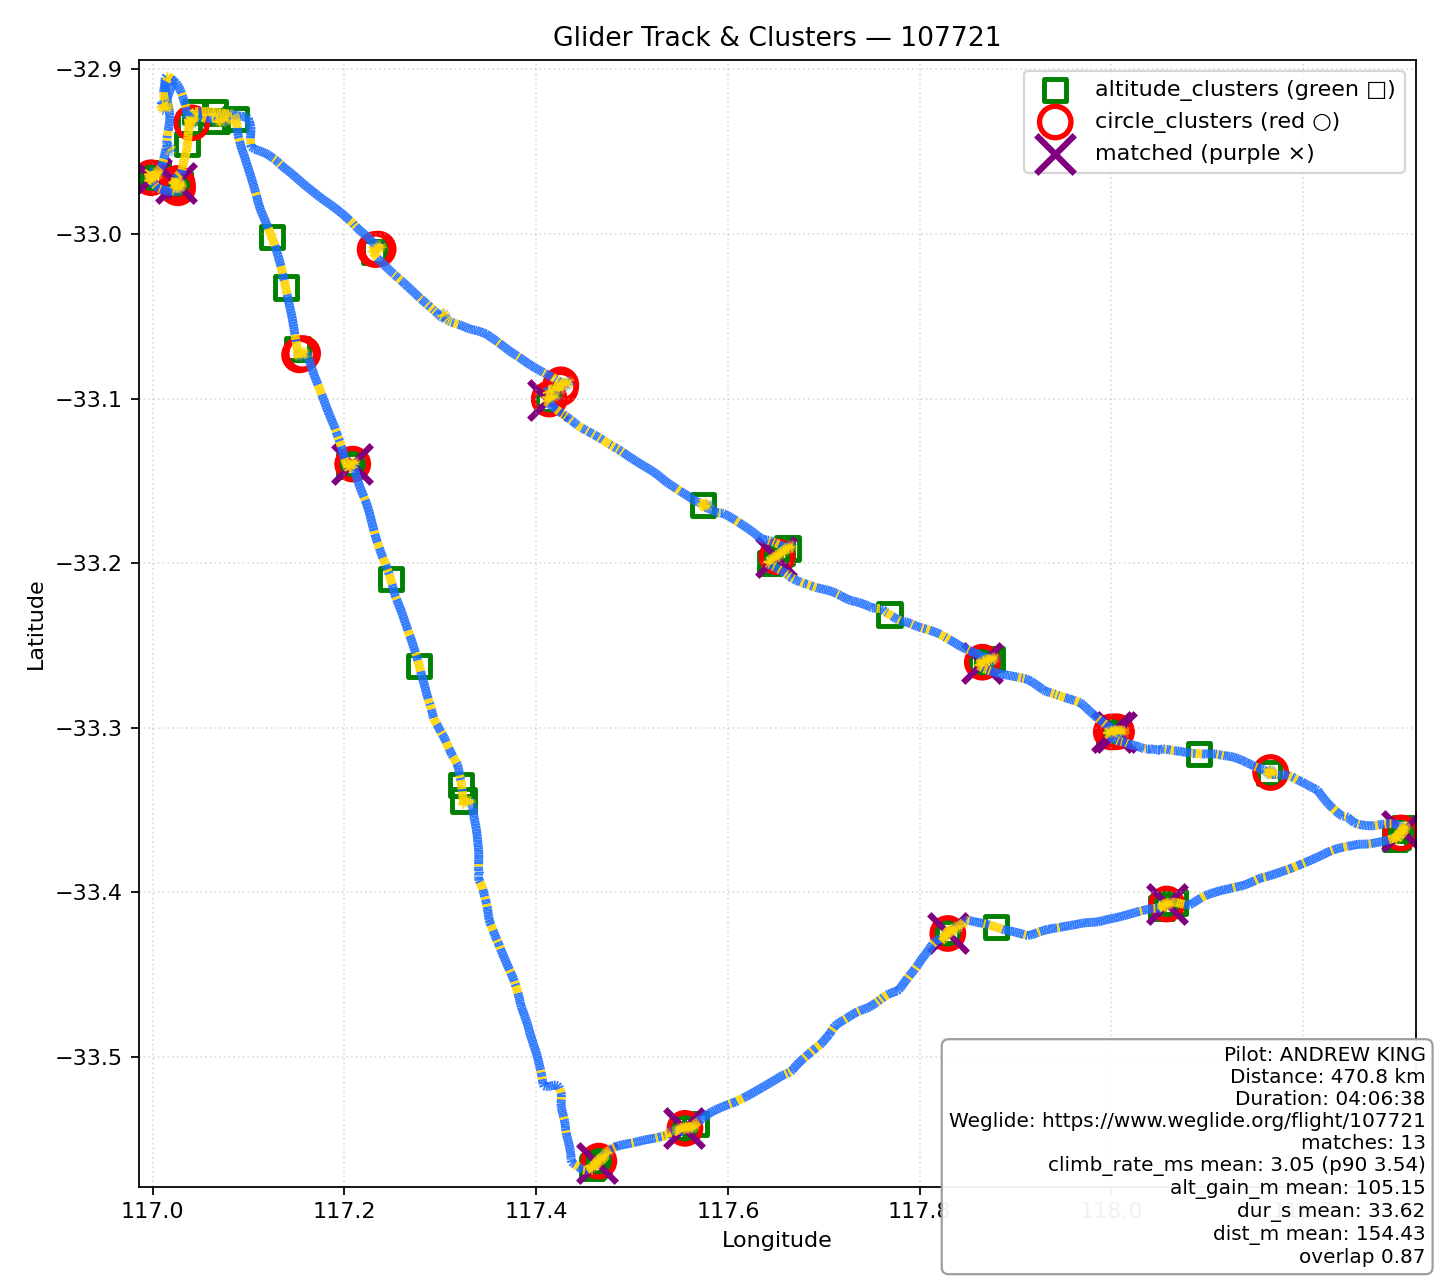 Glider Track & Clusters — 107721
altitude_clusters (green □)
circle_clusters (red ○)
matched (purple ×)
−32.9
−33.0
−33.1
−33.2
−33.3
−33.4
−33.5
Latitude
117.0
117.2
117.4
117.6
117.8
118.0
Longitude
Pilot: ANDREW KING
Distance: 470.8 km
Duration: 04:06:38
Weglide: https://www.weglide.org/flight/107721
matches: 13
climb_rate_ms mean: 3.05 (p90 3.54)
alt_gain_m mean: 105.15
dur_s mean: 33.62
dist_m mean: 154.43
overlap 0.87